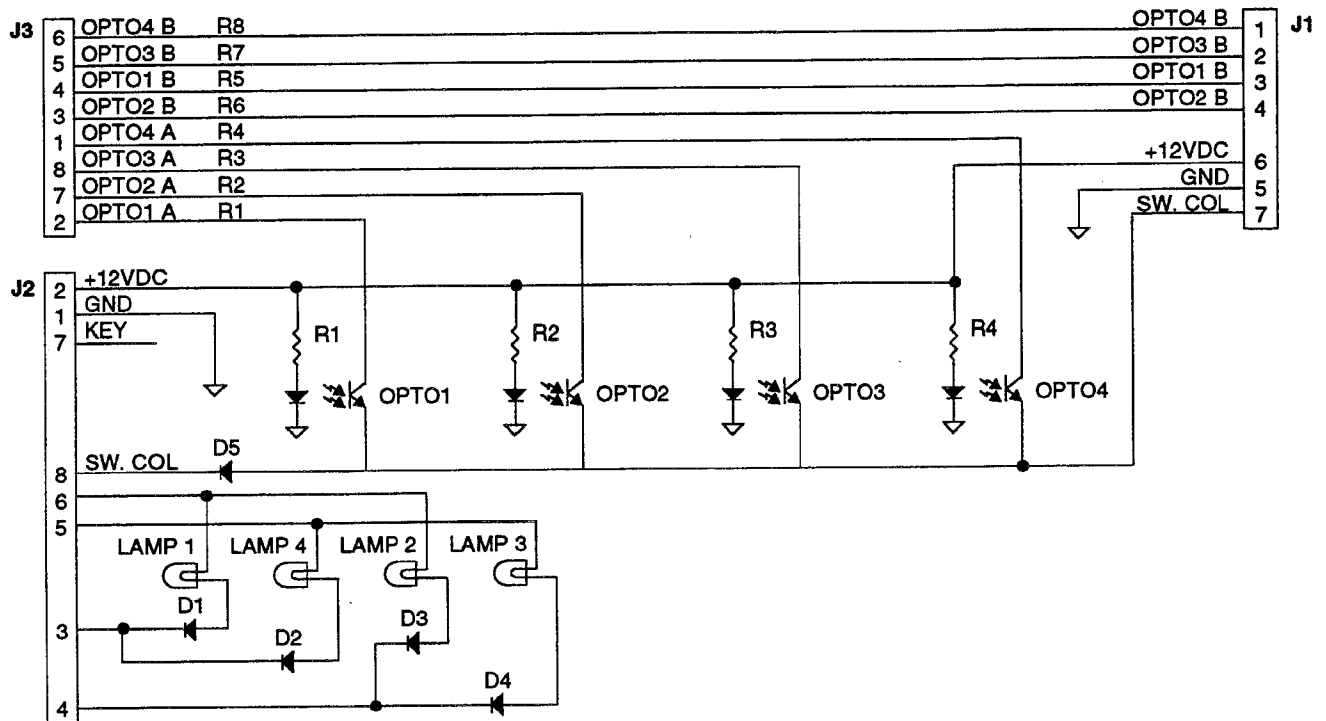 J3
6 OPTO4 B R8
5 OPTO3 B R7
4 OPTO1 B R5
3 OPTO2 B R6
1 OPTO4 A R4
8 OPTO3 A R3
7 OPTO2 A R2
2 OPTO1 A R1
J1
OPTO4 B 1
OPTO3 B 2
OPTO1 B 3
OPTO2 B 4
+12VDC 6
GND 5
SW. COL 7
J2
2 +12VDC
1 GND
7 KEY
R1 R2 R3 R4
OPTO1 OPTO2 OPTO3 OPTO4
D5
8 SW. COL
6
5
LAMP 1 LAMP 4 LAMP 2 LAMP 3
D1
D3
3
D2
D4
4